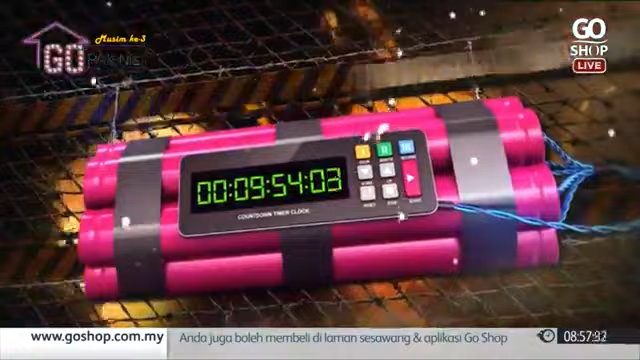 Musim ke-3
GO
GO
SHOP
LIVE
00:09:54:03
COUNTDOWN TIMER CLOCK
www.goshop.com.my
Anda juga boleh membeli di laman sesawang & aplikasi Go Shop
08:57:32